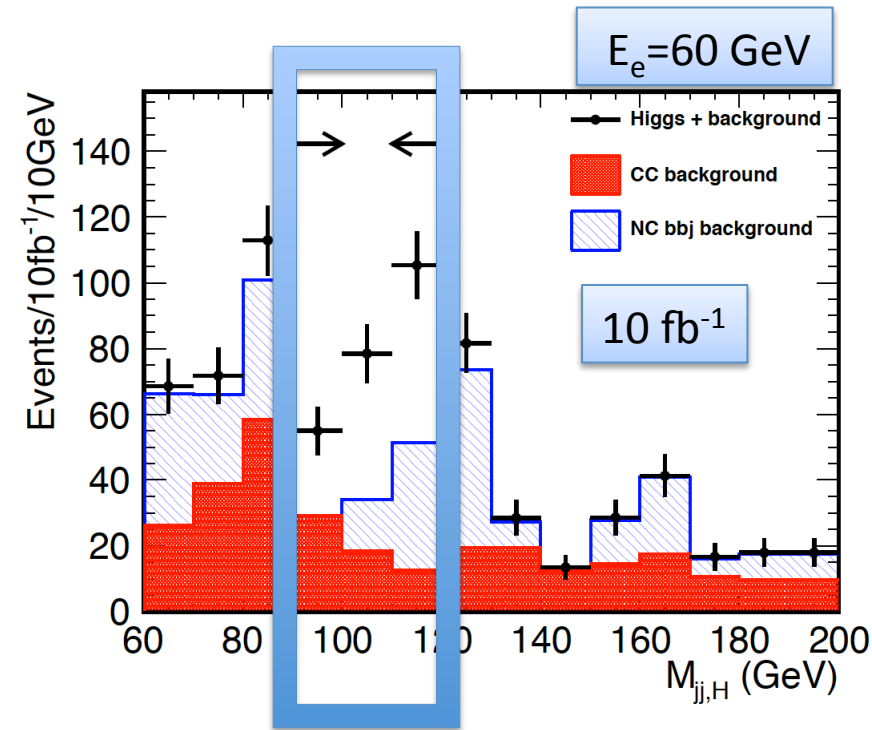 E_e=60 GeV
Higgs + background
CC background
NC bbj background
10 fb^-1
Events/10fb^-1/10GeV
140
120
100
80
60
40
20
0
60 80 100 120 140 160 180 200
M_jj,H (GeV)